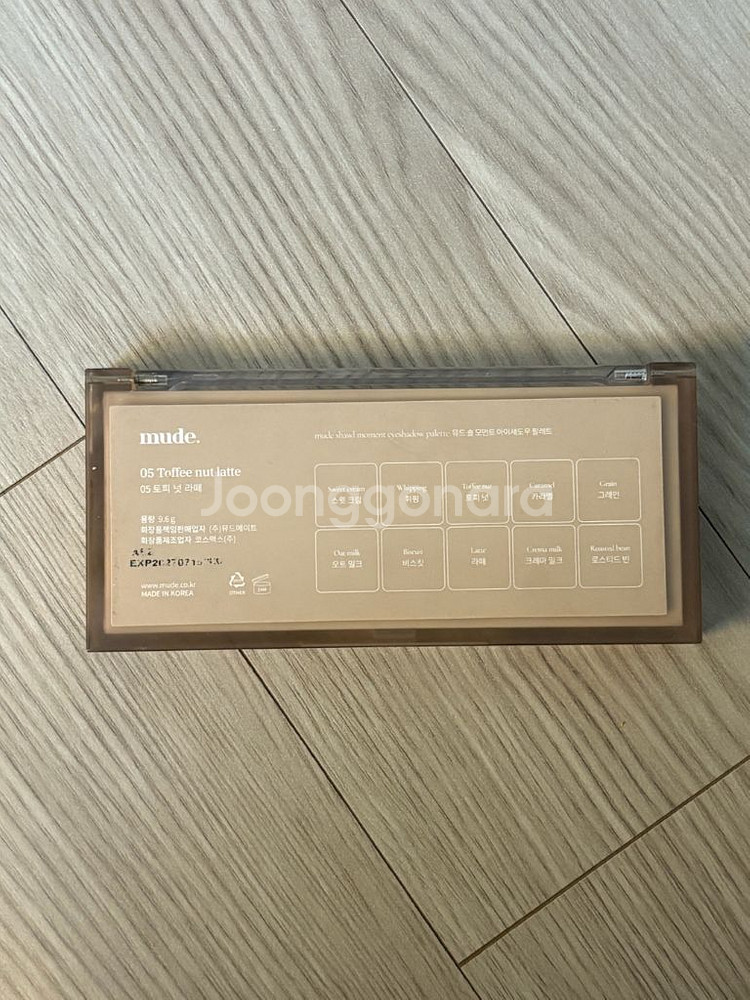 mude.
mude shawl moment eyeshadow palette 뮤드 숄 모먼트 아이섀도우 팔레트
05 Toffee nut latte
05 토피 넛 라떼
Sweet cream
스윗 크림
Whipping
휘핑
Toffee nut
토피 넛
Caramel
카라멜
Grain
그레인
Oat milk
오트 밀크
Biscuit
비스킷
Latte
라떼
Crema milk
크레마 밀크
Roasted bean
로스티드 빈
용량 9.6 g
화장품책임판매업자 (주)뮤드메이트
화장품제조업자 코스맥스(주)
www.mude.co.kr
MADE IN KOREA
OTHER
Joonggonara